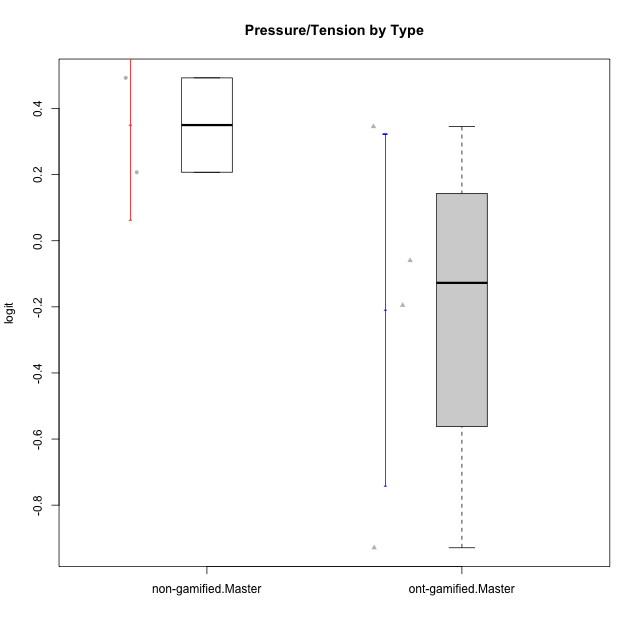 Pressure/Tension by Type
logit
0.4
0.2
0.0
-0.2
-0.4
-0.6
-0.8
non-gamified.Master
ont-gamified.Master